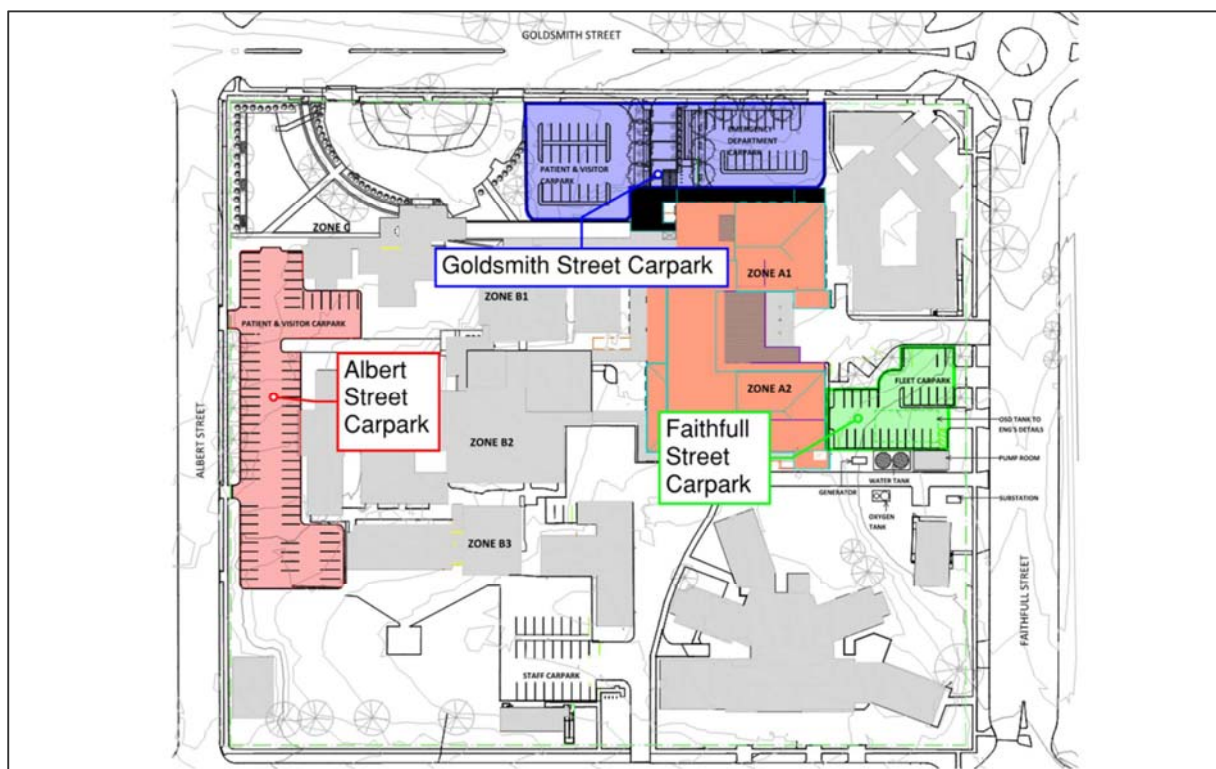 GOLDSMITH STREET
EMERGENCY
DEPARTMENT
CARPARK
PATIENT & VISITOR
CARPARK
ZONE C
Goldsmith Street Carpark
ZONE A1
ZONE B1
PATIENT & VISITOR CARPARK
Albert
Street
Carpark
ALBERT STREET
ZONE A2
FLEET CARPARK
Faithfull
Street
Carpark
OSD TANK TO
ENG'S DETAILS
ZONE B2
PUMP ROOM
WATER TANK
GENERATOR
SUBSTATION
OXYGEN
TANK
ZONE B3
FAITHFULL STREET
STAFF CARPARK